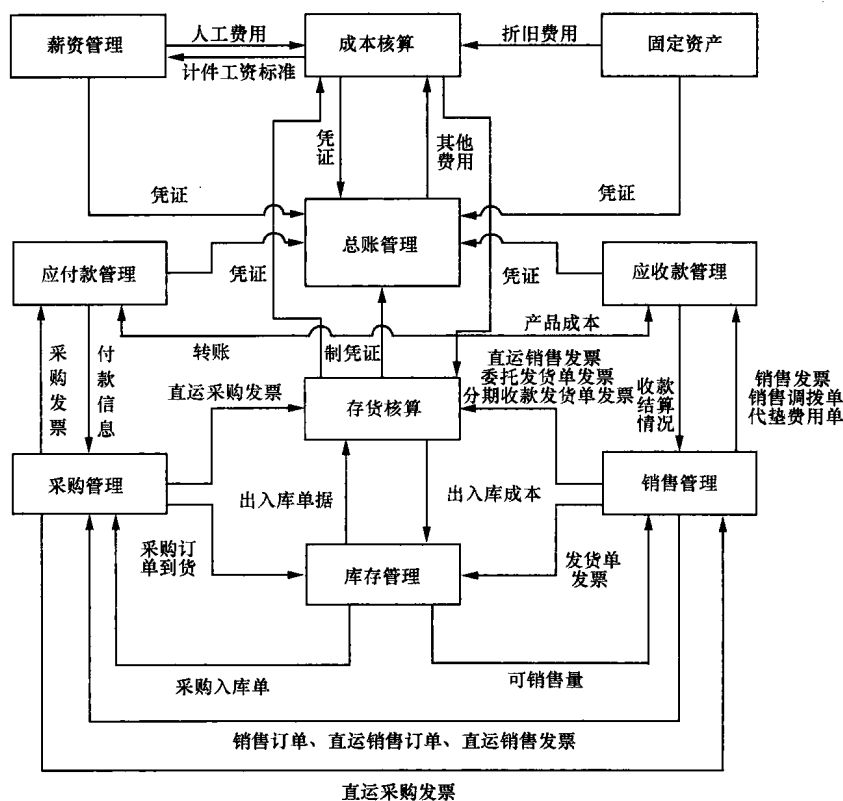 薪资管理
人工费用
计件工资标准
成本核算
折旧费用
固定资产
凭
证
其他
费用
凭证
凭证
总账管理
应付款管理
凭证
凭证
应收款管理
转账
制凭证
产品成本
采
购
发
票
付
款
信
息
直运采购发票
存货核算
直运销售发票
委托发货单发票
分期收款发货单发票
收款
结算
情况
销售发票
销售调拨单
代垫费用单
采购管理
出入库单据
出入库成本
销售管理
采购订
单到货
库存管理
发货单
发票
采购入库单
可销售量
销售订单、直运销售订单、直运销售发票
直运采购发票